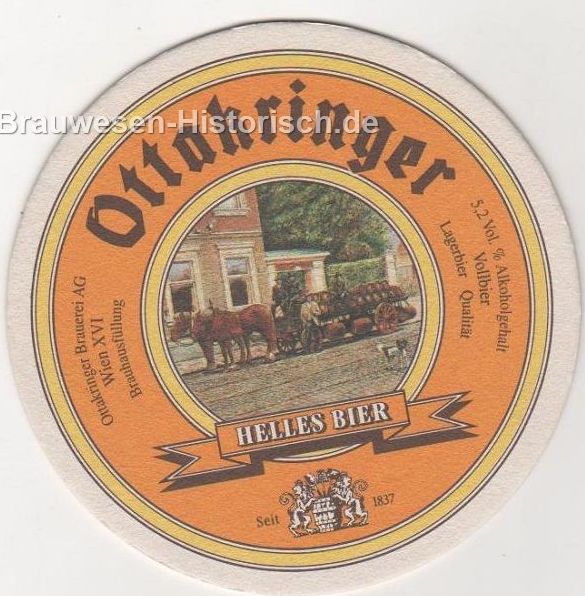 Brauwesen-Historisch.de
Ottakringer
Ottakringer Brauerei AG
Wien XVI
Brauhausfüllung
5,2 Vol. % Alkoholgehalt
Vollbier
Lagerbier Qualität
HELLES BIER
Seit 1837